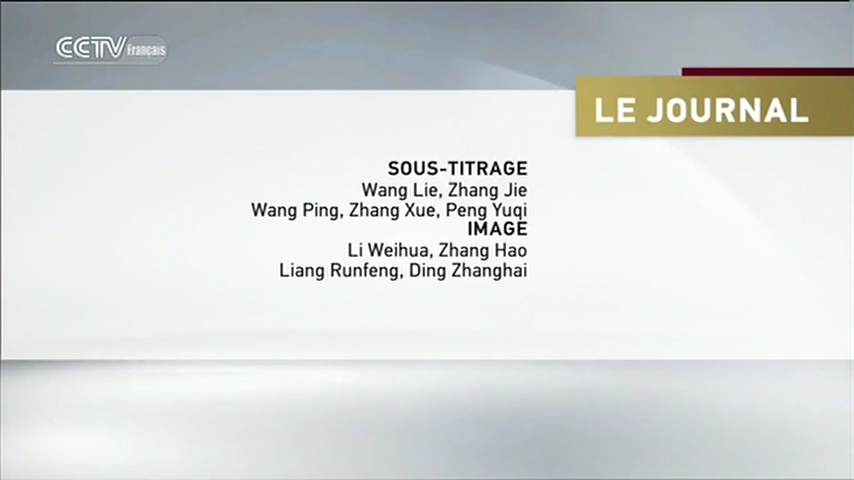 CCTV Français
LE JOURNAL
SOUS-TITRAGE
Wang Lie, Zhang Jie
Wang Ping, Zhang Xue, Peng Yuqi
IMAGE
Li Weihua, Zhang Hao
Liang Runfeng, Ding Zhanghai